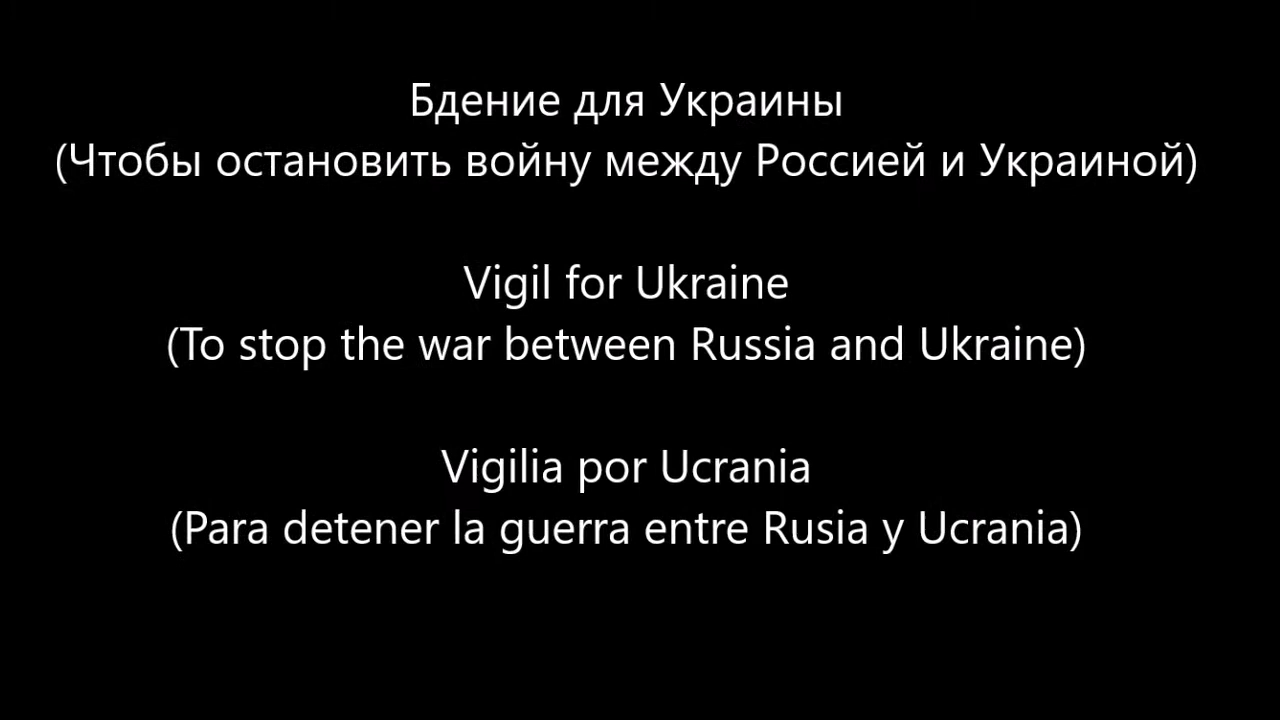 Бдение для Украины
(Чтобы остановить войну между Россией и Украиной)
Vigil for Ukraine
(To stop the war between Russia and Ukraine)
Vigilia por Ucrania
(Para detener la guerra entre Rusia y Ucrania)